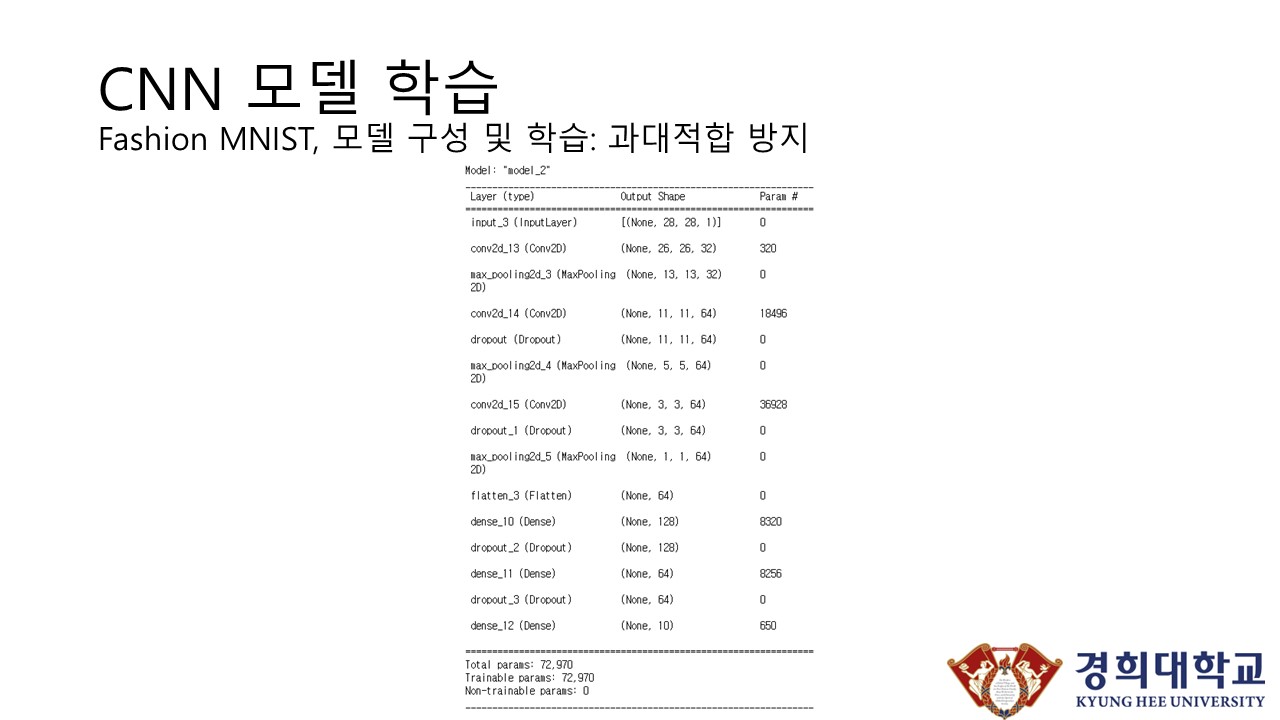 CNN 모델 학습
Fashion MNIST, 모델 구성 및 학습: 과대적합 방지
Model: "model_2"
Layer (type) Output Shape Param #
input_3 (InputLayer) [(None, 28, 28, 1)] 0
conv2d_13 (Conv2D) (None, 26, 26, 32) 320
max_pooling2d_3 (MaxPooling (None, 13, 13, 32) 0
2D)
conv2d_14 (Conv2D) (None, 11, 11, 64) 18496
dropout (Dropout) (None, 11, 11, 64) 0
max_pooling2d_4 (MaxPooling (None, 5, 5, 64) 0
2D)
conv2d_15 (Conv2D) (None, 3, 3, 64) 36928
dropout_1 (Dropout) (None, 3, 3, 64) 0
max_pooling2d_5 (MaxPooling (None, 1, 1, 64) 0
2D)
flatten_3 (Flatten) (None, 64) 0
dense_10 (Dense) (None, 128) 8320
dropout_2 (Dropout) (None, 128) 0
dense_11 (Dense) (None, 64) 8256
dropout_3 (Dropout) (None, 64) 0
dense_12 (Dense) (None, 10) 650
Total params: 72,970
Trainable params: 72,970
Non-trainable params: 0
경희대학교
KYUNG HEE UNIVERSITY